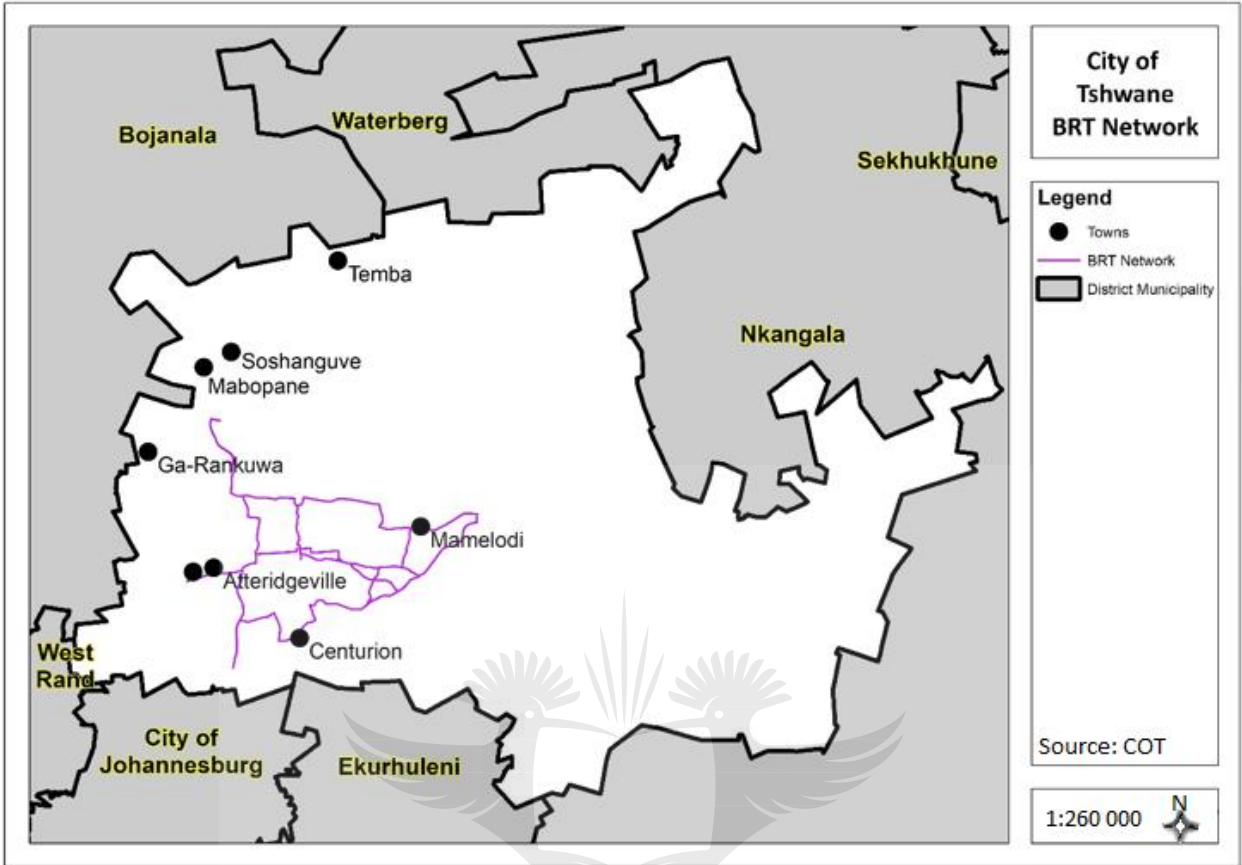 City of
Tshwane
BRT Network
Legend
Towns
BRT Network
District Municipality
Bojanala
Waterberg
Sekhukhune
Temba
Nkangala
Soshanguve
Mabopane
Ga-Rankuwa
Mamelodi
Atteridgeville
Centurion
West
Rand
City of
Johannesburg
Ekurhuleni
Source: COT
1:260 000
N